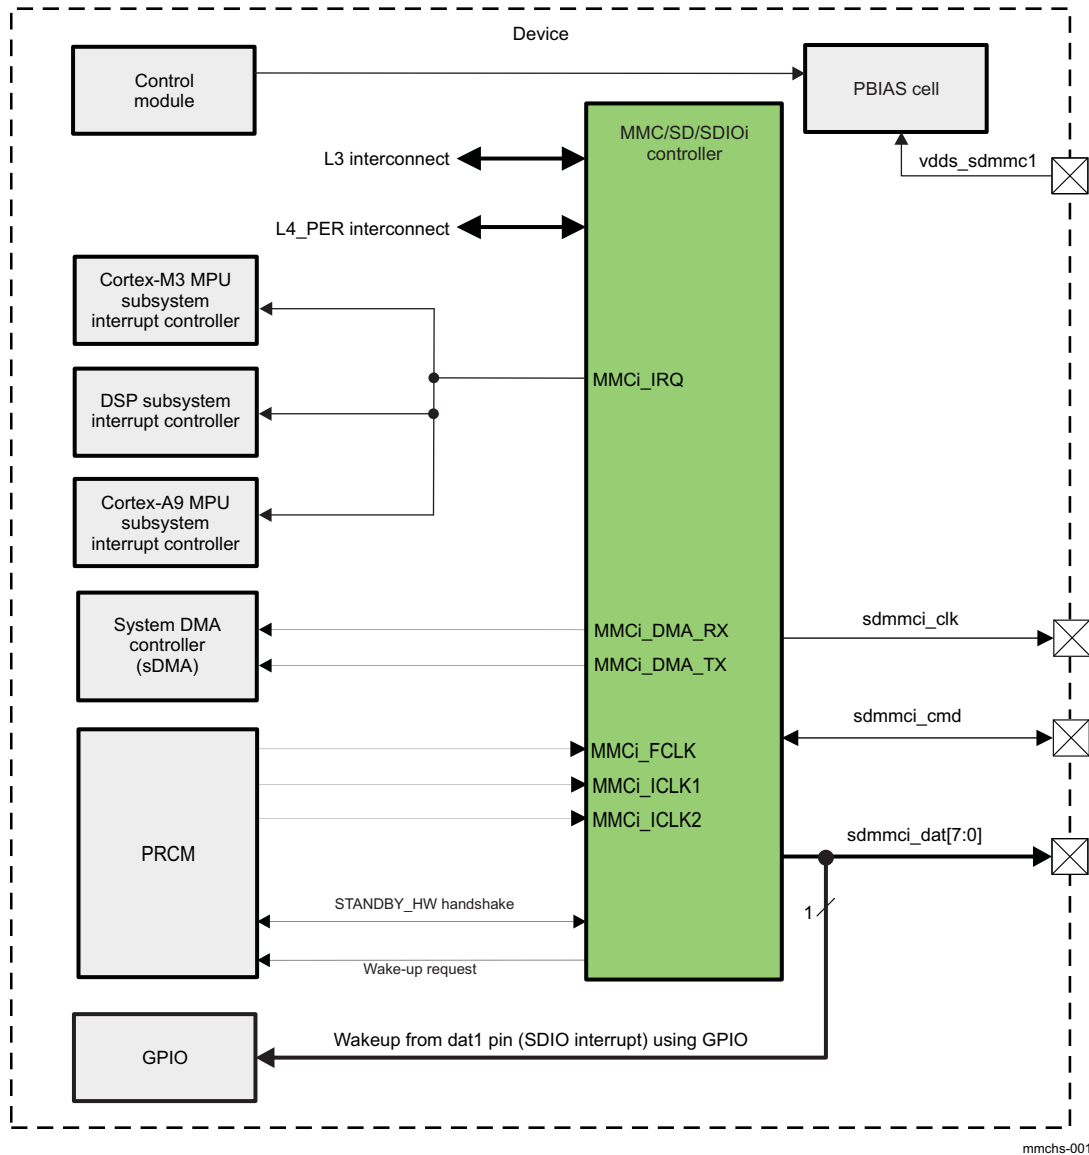 Device
Control
module
PBIAS cell
MMC/SD/SDIOi
controller
L3 interconnect
vdds_sdmmc1
L4_PER interconnect
Cortex-M3 MPU
subsystem
interrupt controller
MMCi_IRQ
DSP subsystem
interrupt controller
Cortex-A9 MPU
subsystem
interrupt controller
System DMA
controller
(sDMA)
MMCi_DMA_RX
MMCi_DMA_TX
sdmmci_clk
sdmmci_cmd
MMCi_FCLK
MMCi_ICLK1
MMCi_ICLK2
PRCM
sdmmci_dat[7:0]
STANDBY_HW handshake
1
Wake-up request
Wakeup from dat1 pin (SDIO interrupt) using GPIO
GPIO
mmchs-001